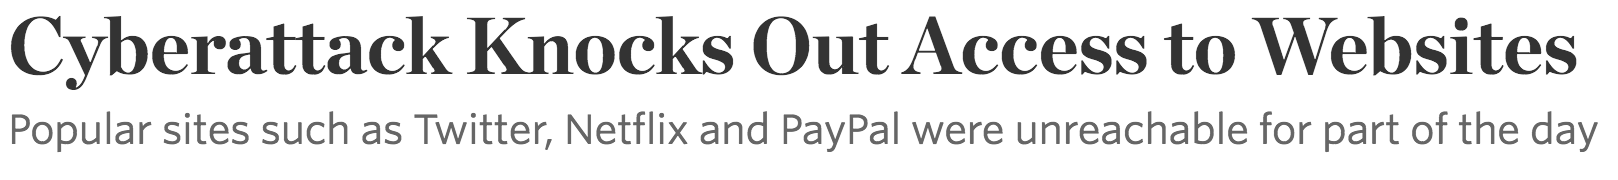 Cyberattack Knocks Out Access to Websites
Popular sites such as Twitter, Netflix and PayPal were unreachable for part of the day